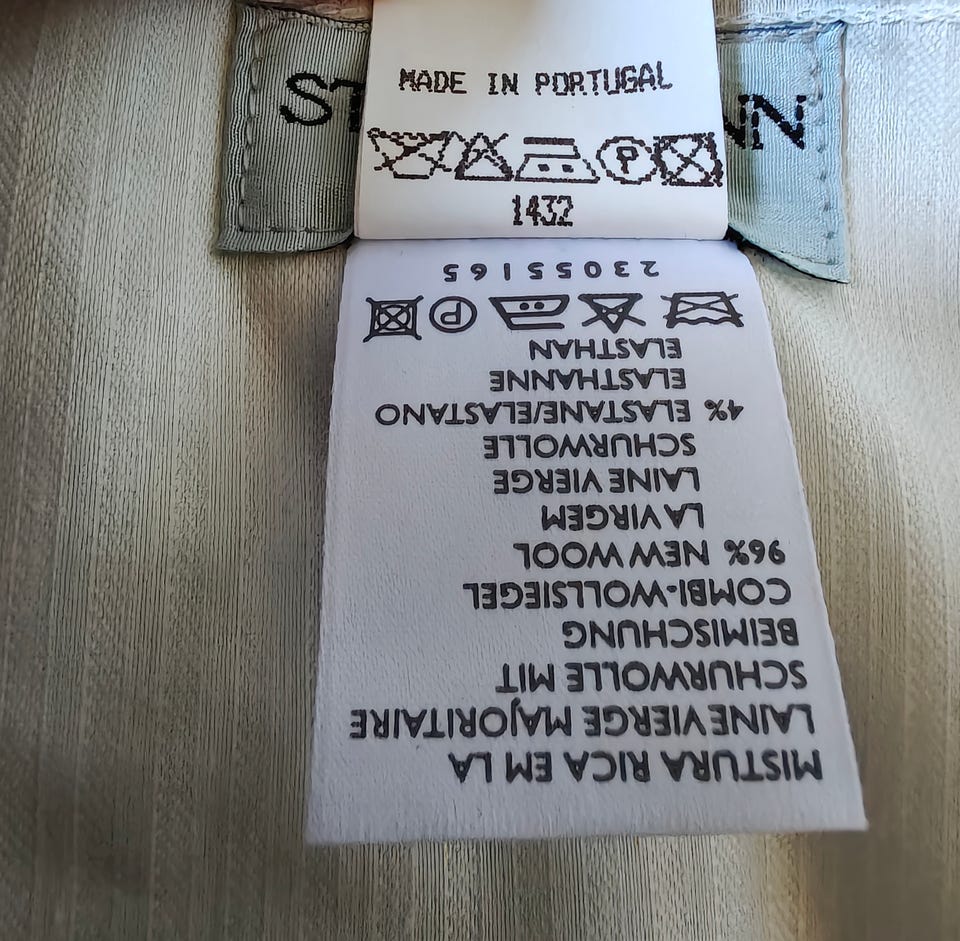 MADE IN PORTUGAL
1432
MISTURA RICA EM LA
LAINE VIERGE MAJORITAIRE
SCHURWOLLE MIT
BEIMISCHUNG
COMBI-WOLLSIEGEL
96% NEW WOOL
LA VIRGEM
LAINE VIERGE
SCHURWOLLE
4% ELASTANE/ELASTANO
ELASTHANNE
ELASTHAN
23055165